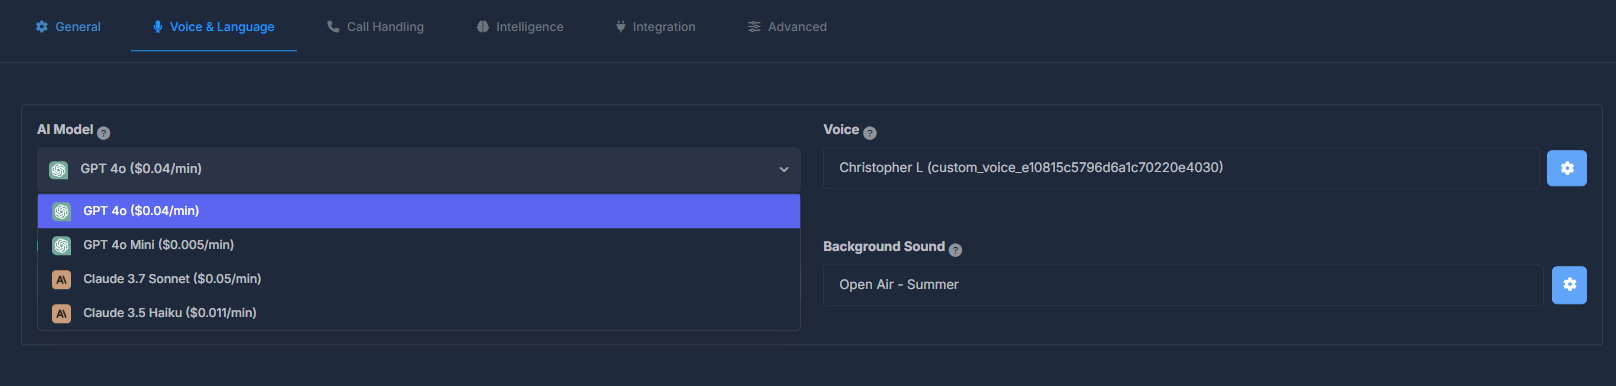 General
Voice & Language
Call Handling
Intelligence
Integration
Advanced
AI Model ?
GPT 4o ($0.04/min)
GPT 4o ($0.04/min)
GPT 4o Mini ($0.005/min)
Claude 3.7 Sonnet ($0.05/min)
Claude 3.5 Haiku ($0.011/min)
Voice ?
Christopher L (custom_voice_e10815c5796d6a1c70220e4030)
Background Sound ?
Open Air - Summer